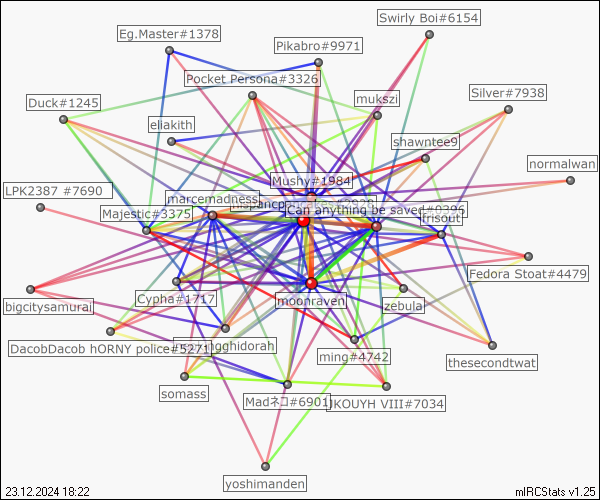 Swirly Boi#6154
Eg.Master#1378
Pikabro#9971
Pocket Persona#3326
Silver#7938
mukszi
Duck#1245
eliakith
shawntee9
normalwan
Mushy#1984
LPK2387 #7690
marcemadness
Can anything be saved#0396
Majestic#3375
frisout
Fedora Stoat#4479
Cypha#1717
moonraven
zebula
bigcitysamurai
DacobDacob hORNY police#5271
ming#4742
thesecondtwat
somass
Madネコ#6901
JKOUYH VIII#7034
yoshimanden
23.12.2024 18:22
mIRCStats v1.25